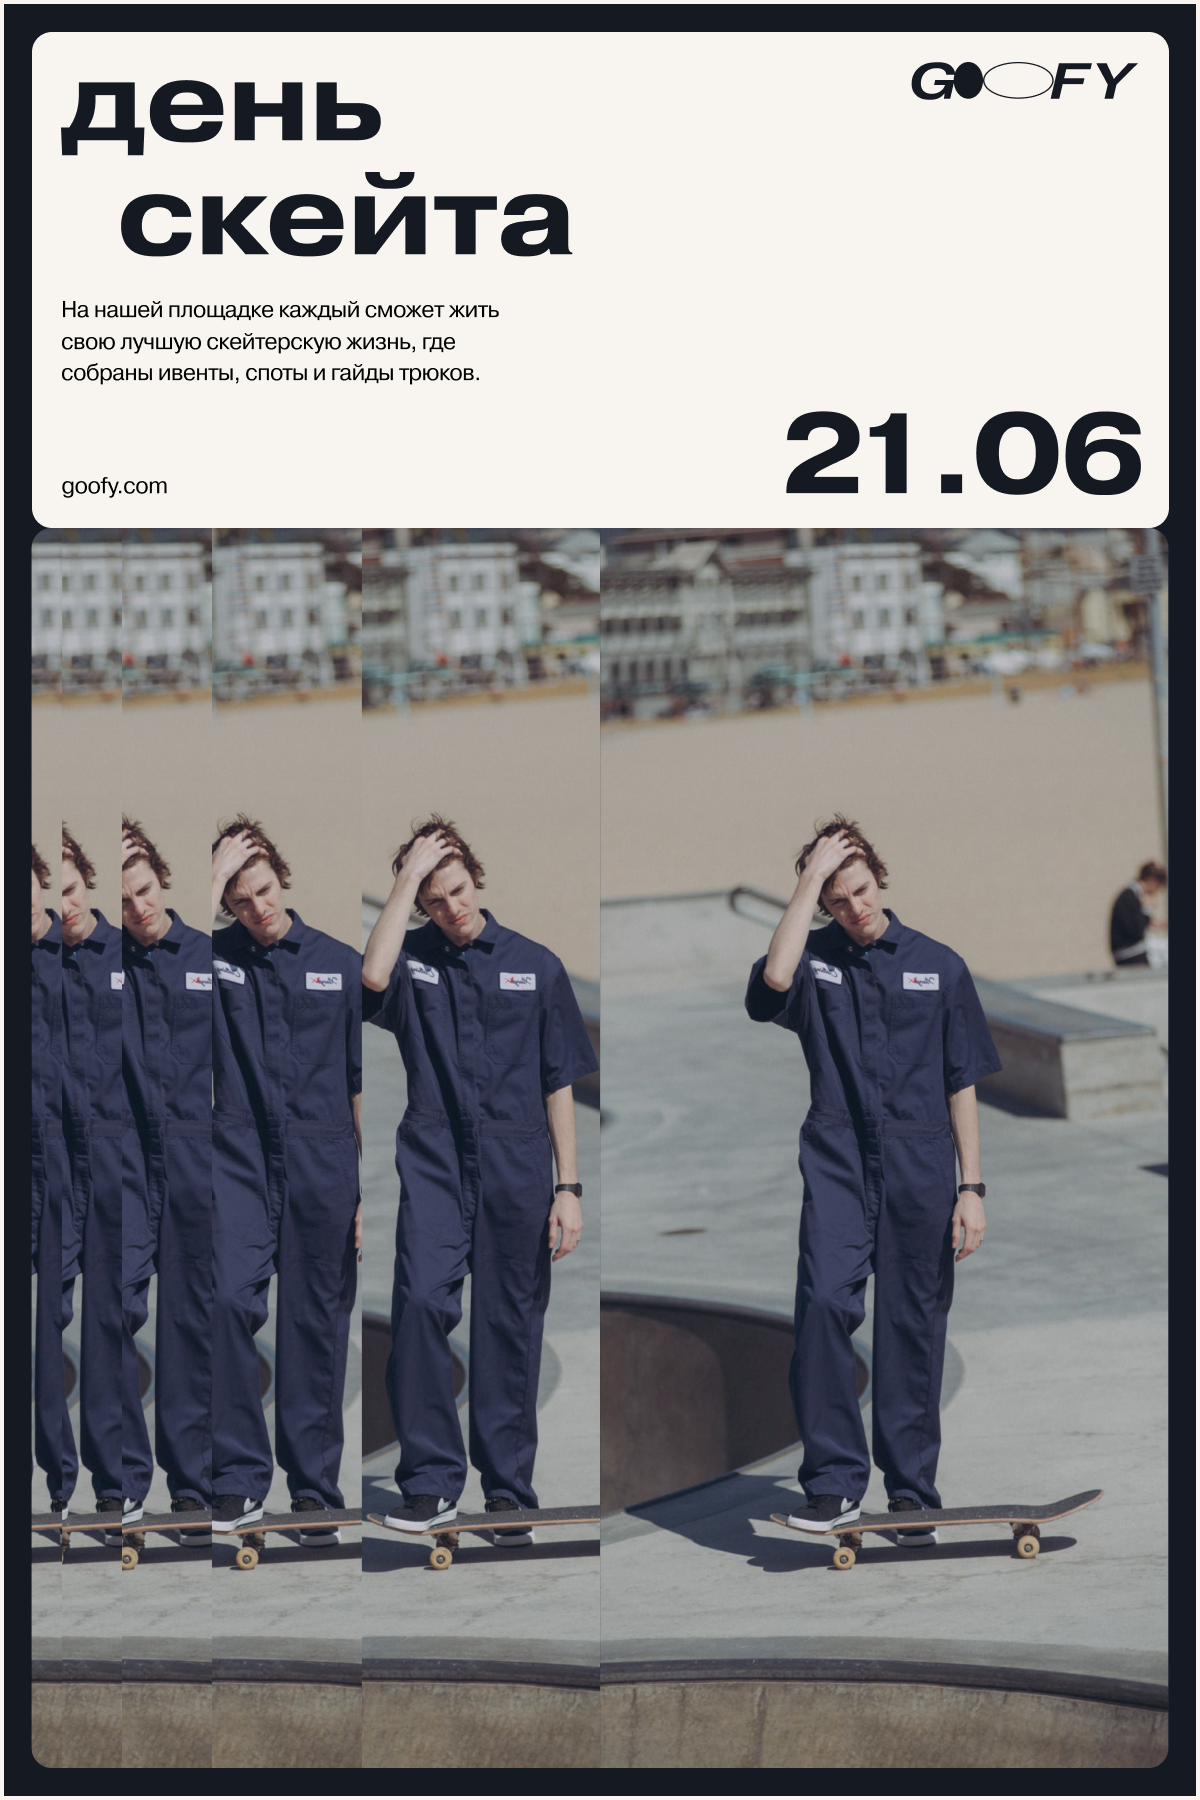 день
GOOFY
скейта
На нашей площадке каждый сможет жить
свою лучшую скейтерскую жизнь, где
собраны ивенты, споты и гайды трюков.
goofy.com
21.06